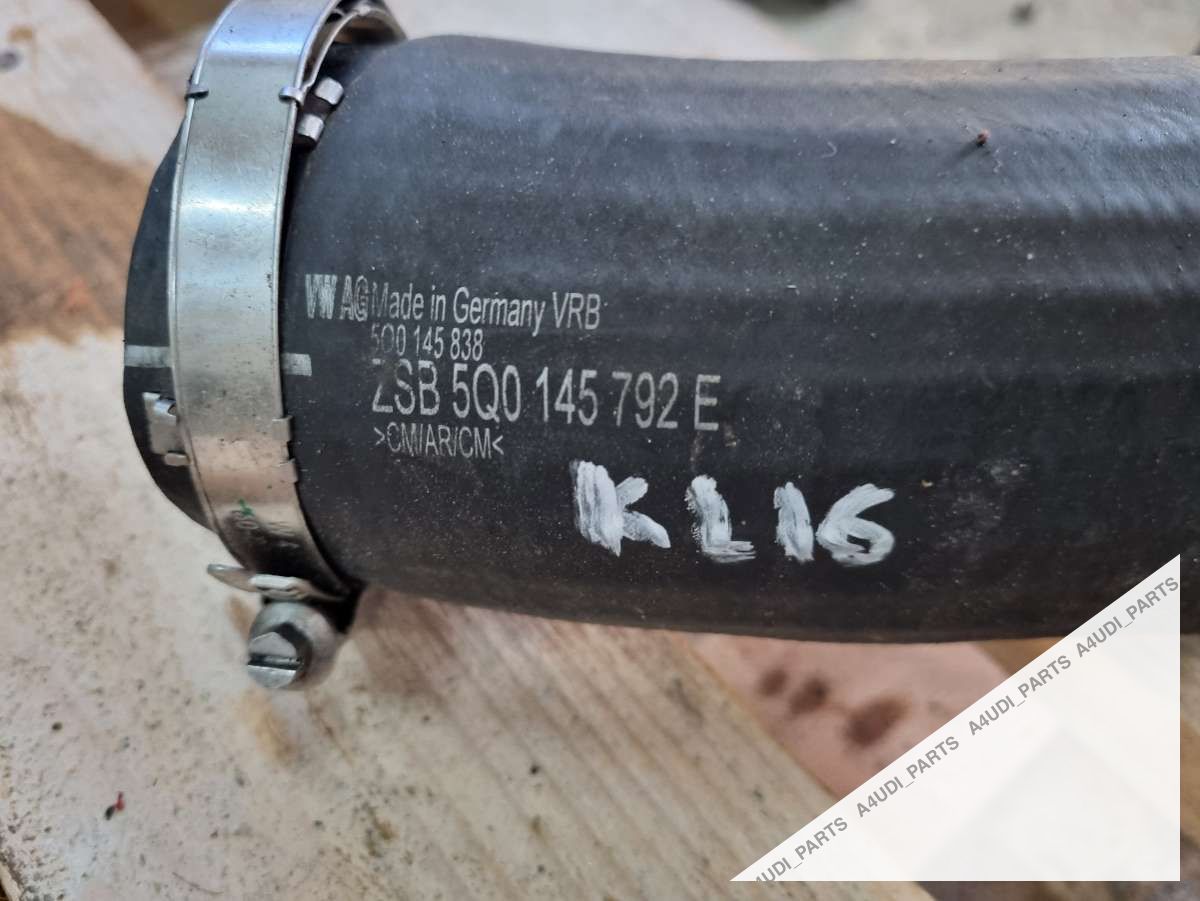 VW AG Made in Germany VRB
5Q0 145 838
ZSB 5Q0 145 792 E
>CM/AR/CM<
KL16
A4UDI_PARTS A4UDI_PARTS A4UDI_PARTS A4UDI_PARTS